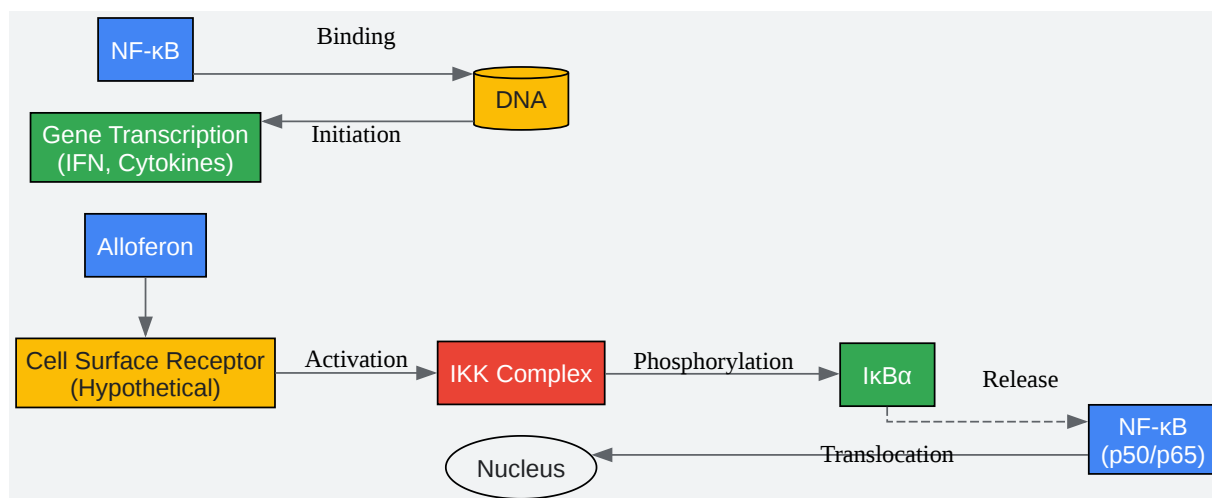 NF-κB
Binding
DNA
Gene Transcription
(IFN, Cytokines)
Initiation
Alloferon
Cell Surface Receptor
(Hypothetical)
Activation
IKK Complex
Phosphorylation
IκBα
Release
NF-κB
(p50/p65)
Translocation
Nucleus